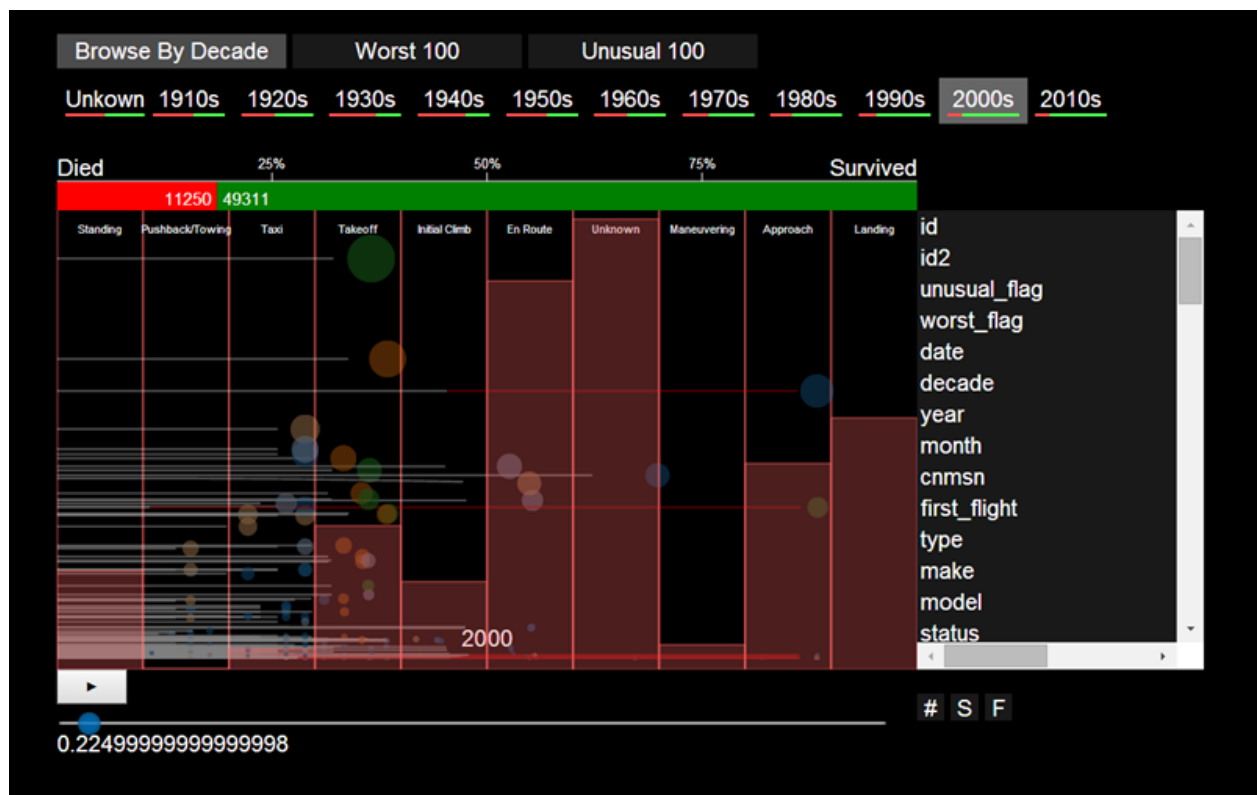 Browse By Decade Worst 100 Unusual 100
Unkown 1910s 1920s 1930s 1940s 1950s 1960s 1970s 1980s 1990s 2000s 2010s
Died 25% 50% 75% Survived
11250 49311
Standing Pushback/Towing Taxi Takeoff Initial Climb En Route Unknown Maneuvering Approach Landing
id
id2
unusual_flag
worst_flag
date
decade
year
month
cnmsn
first_flight
type
make
model
status
2000
# S F
0.22499999999999998